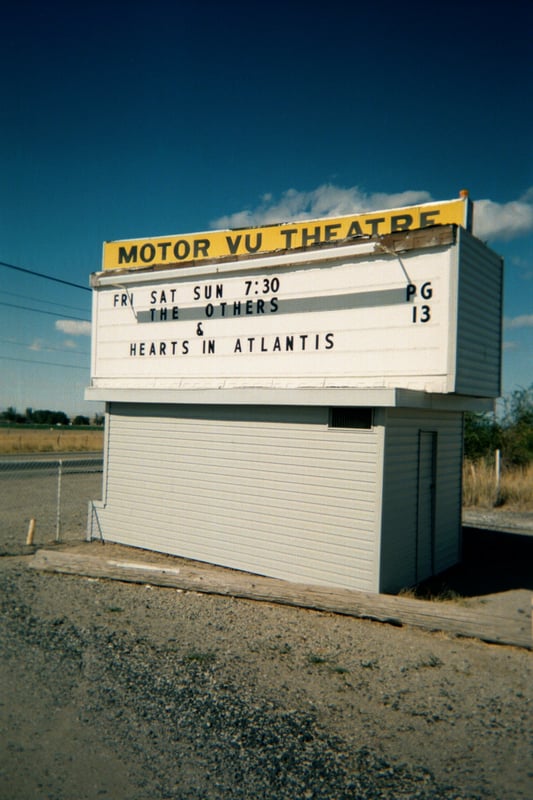 MOTOR VU THEATRE
FRI SAT SUN 7:30 PG
THE OTHERS 13
&
HEARTS IN ATLANTIS